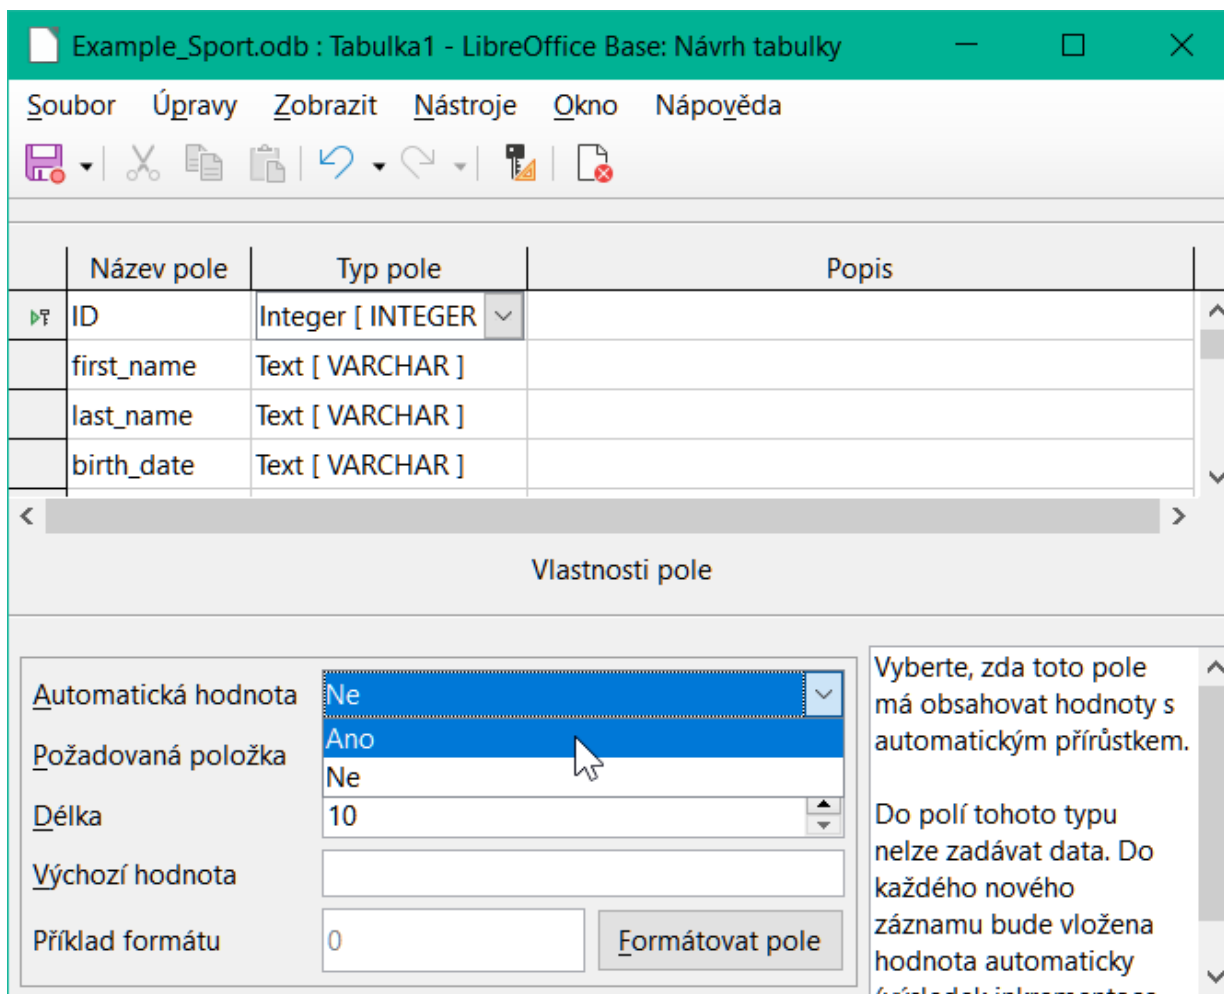 Example_Sport.odb : Tabulka1 - LibreOffice Base: Návrh tabulky
Soubor Úpravy Zobrazit Nástroje Okno Nápověda
Název pole Typ pole Popis
ID Integer [ INTEGER
first_name Text [ VARCHAR ]
last_name Text [ VARCHAR ]
birth_date Text [ VARCHAR ]
Vlastnosti pole
Automatická hodnota Ne
Ano
Požadovaná položka
Ne
Délka 10
Výchozí hodnota
Příklad formátu 0 Formátovat pole
Vyberte, zda toto pole
má obsahovat hodnoty s
automatickým přírůstkem.
Do polí tohoto typu
nelze zadávat data. Do
každého nového
záznamu bude vložena
hodnota automaticky